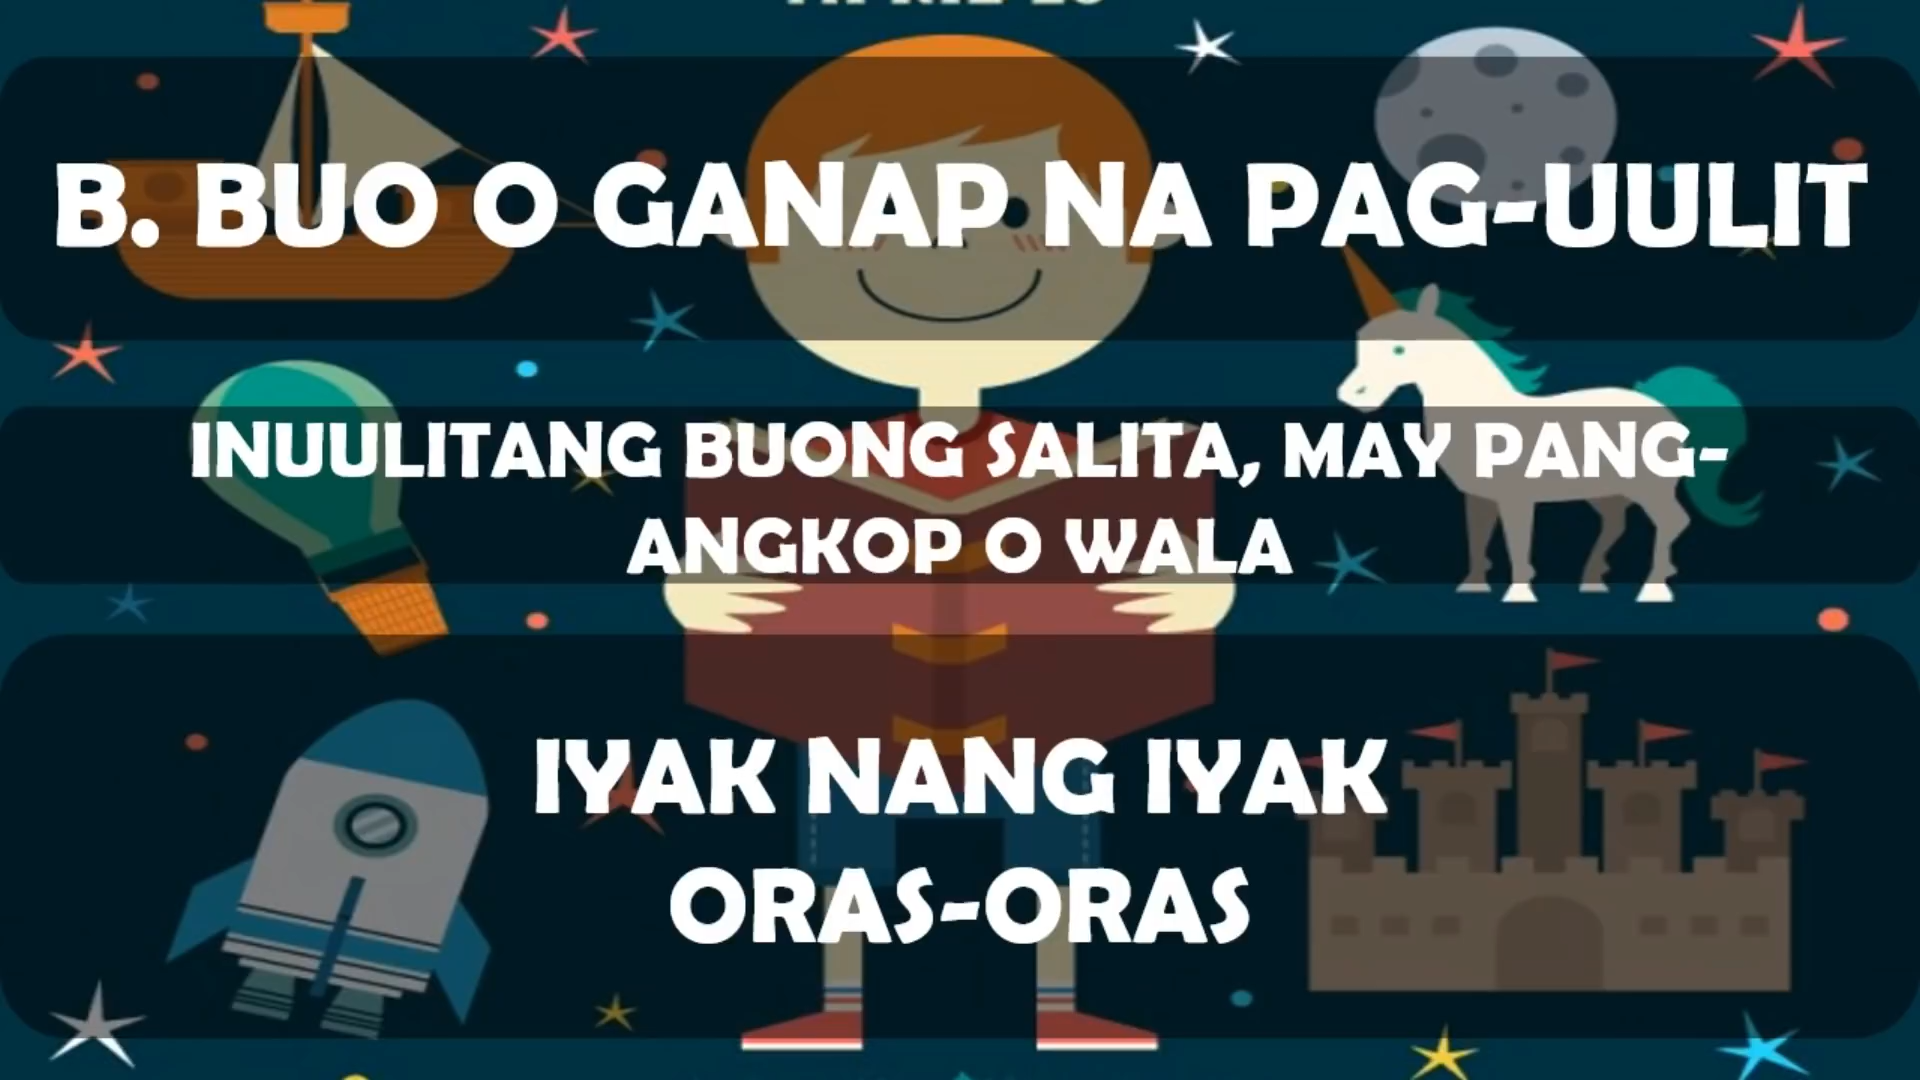 B. BUO O GANAP NA PAG-UULIT
INUULITANG BUONG SALITA, MAY PANG-
ANGKOP O WALA
IYAK NANG IYAK
ORAS-ORAS